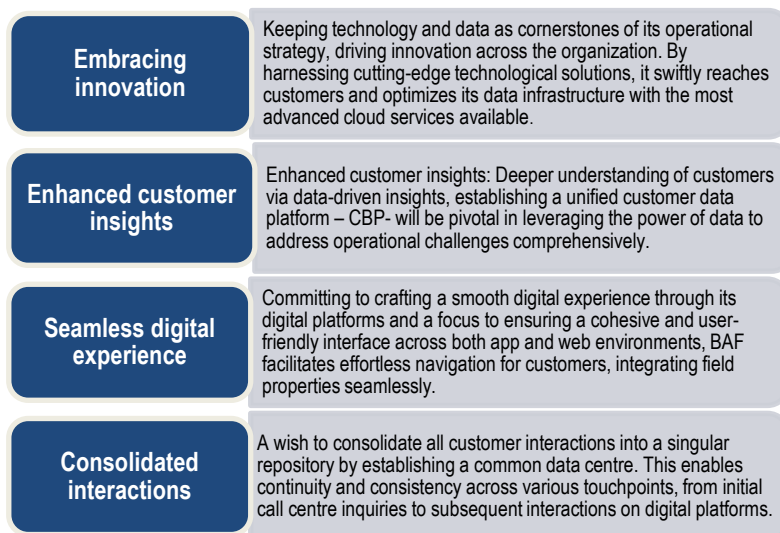 Embracing
innovation
Keeping technology and data as cornerstones of its operational
strategy, driving innovation across the organization. By
harnessing cutting-edge technological solutions, it swiftly reaches
customers and optimizes its data infrastructure with the most
advanced cloud services available.
Enhanced customer
insights
Enhanced customer insights: Deeper understanding of customers
via data-driven insights, establishing a unified customer data
platform – CBP- will be pivotal in leveraging the power of data to
address operational challenges comprehensively.
Seamless digital
experience
Committing to crafting a smooth digital experience through its
digital platforms and a focus to ensuring a cohesive and user-
friendly interface across both app and web environments, BAF
facilitates effortless navigation for customers, integrating field
properties seamlessly.
Consolidated
interactions
A wish to consolidate all customer interactions into a singular
repository by establishing a common data centre. This enables
continuity and consistency across various touchpoints, from initial
call centre inquiries to subsequent interactions on digital platforms.